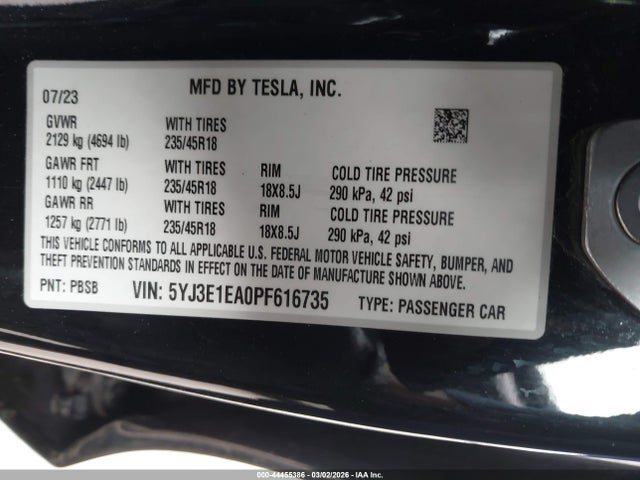 MFD BY TESLA, INC.
07/23
GVWR WITH TIRES
2129 kg (4694 lb) 235/45R18
GAWR FRT WITH TIRES RIM COLD TIRE PRESSURE
1110 kg (2447 lb) 235/45R18 18X8.5J 290 kPa, 42 psi
GAWR RR WITH TIRES RIM COLD TIRE PRESSURE
1257 kg (2771 lb) 235/45R18 18X8.5J 290 kPa, 42 psi
THIS VEHICLE CONFORMS TO ALL APPLICABLE U.S. FEDERAL MOTOR VEHICLE SAFETY, BUMPER, AND
THEFT PREVENTION STANDARDS IN EFFECT ON THE DATE OF MANUFACTURE SHOWN ABOVE.
PNT: PBSB VIN: 5YJ3E1EA0PF616735 TYPE: PASSENGER CAR
000-44455386 - 03/02/2026 - IAA Inc.